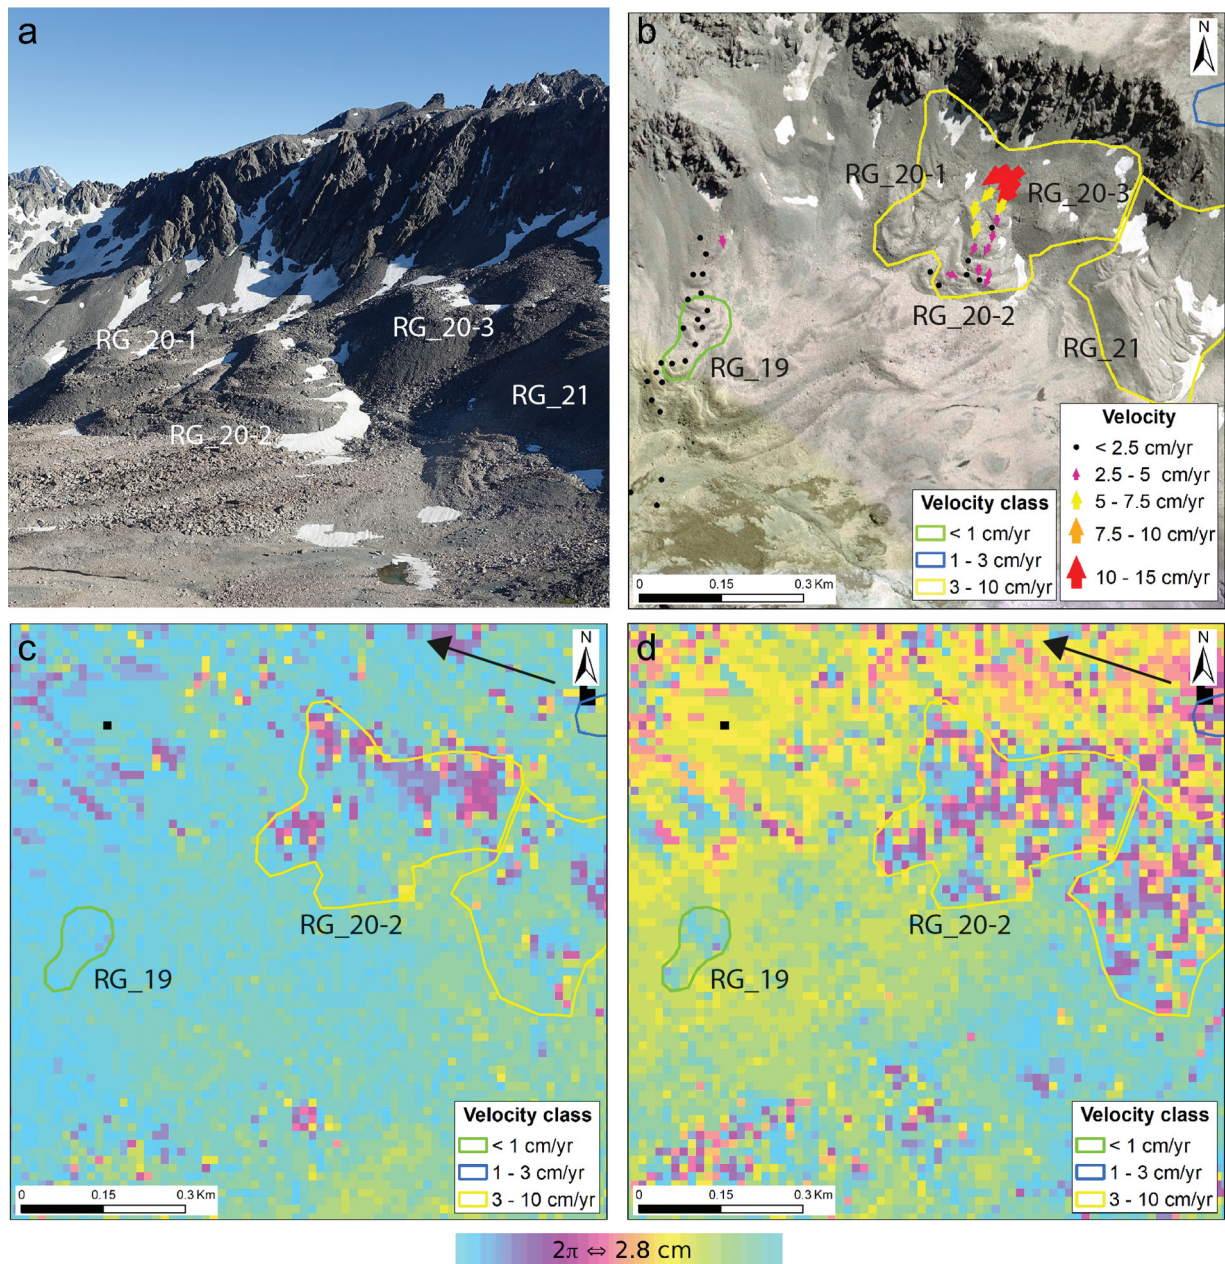 a
RG_20-1
RG_20-3
RG_21
RG_20-2
b
N
RG_20-1
RG_20-3
RG_20-2
RG_21
RG_19
Velocity
< 2.5 cm/yr
2.5 - 5 cm/yr
5 - 7.5 cm/yr
7.5 - 10 cm/yr
10 - 15 cm/yr
Velocity class
< 1 cm/yr
1 - 3 cm/yr
3 - 10 cm/yr
0 0.15 0.3 Km
c
N
RG_20-2
RG_19
Velocity class
< 1 cm/yr
1 - 3 cm/yr
3 - 10 cm/yr
0 0.15 0.3 Km
d
N
RG_20-2
RG_19
Velocity class
< 1 cm/yr
1 - 3 cm/yr
3 - 10 cm/yr
0 0.15 0.3 Km
2π ⇔ 2.8 cm